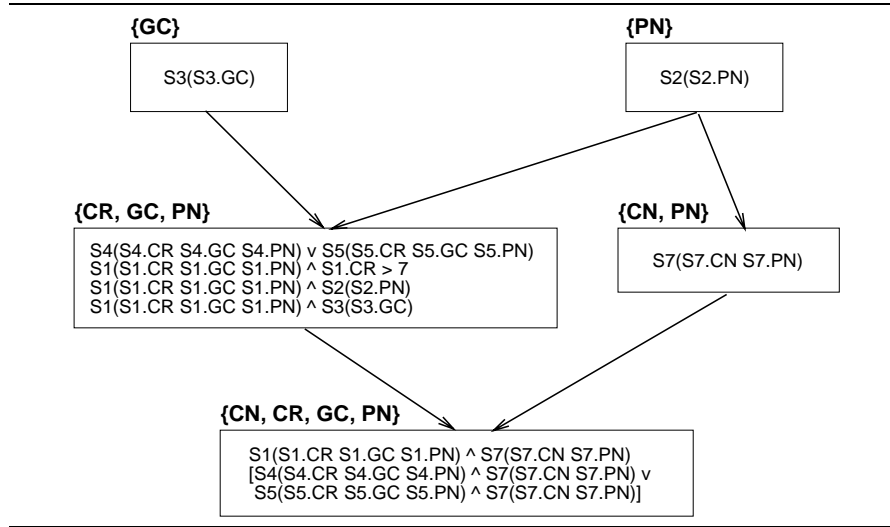 {GC}
{PN}
S3(S3.GC)
S2(S2.PN)
{CR, GC, PN}
{CN, PN}
S4(S4.CR S4.GC S4.PN) v S5(S5.CR S5.GC S5.PN)
S1(S1.CR S1.GC S1.PN) ^ S1.CR > 7
S1(S1.CR S1.GC S1.PN) ^ S2(S2.PN)
S1(S1.CR S1.GC S1.PN) ^ S3(S3.GC)
S7(S7.CN S7.PN)
{CN, CR, GC, PN}
S1(S1.CR S1.GC S1.PN) ^ S7(S7.CN S7.PN)
[S4(S4.CR S4.GC S4.PN) ^ S7(S7.CN S7.PN) v
S5(S5.CR S5.GC S5.PN) ^ S7(S7.CN S7.PN)]